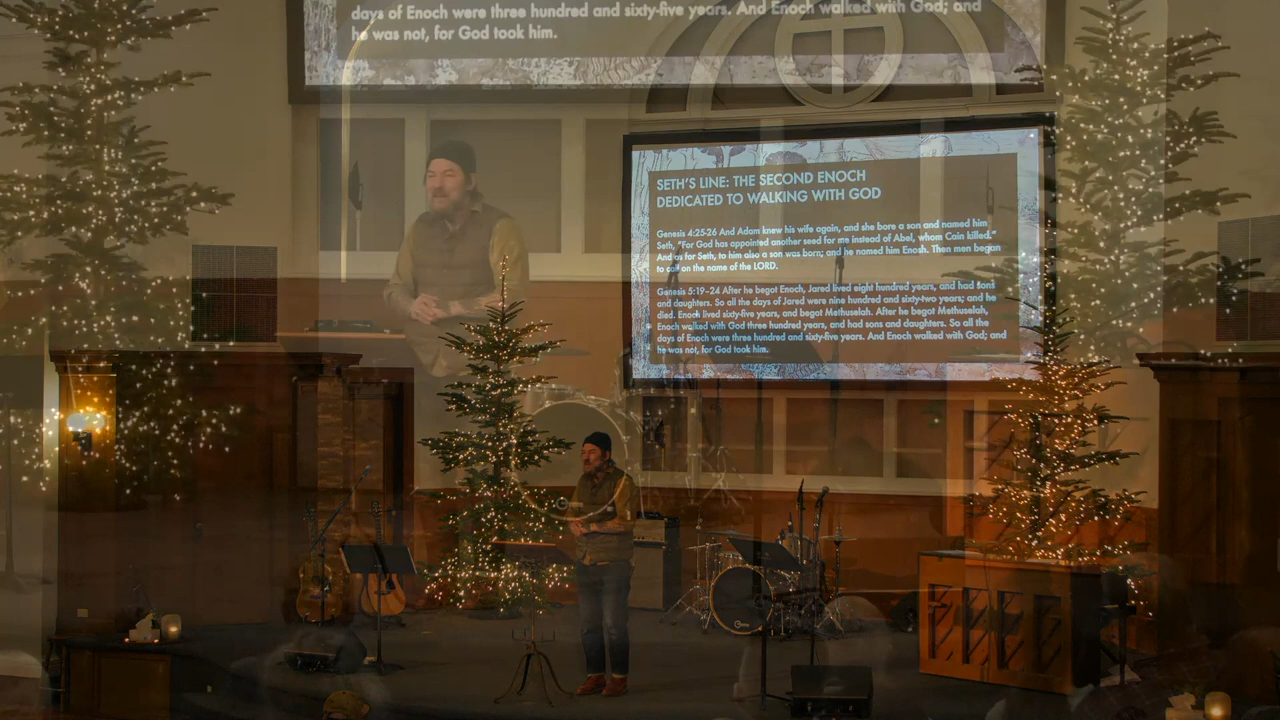 days of Enoch were three hundred and sixty-five years. And Enoch walked with God; and
he was not, for God took him.
SETH'S LINE: THE SECOND ENOCH
DEDICATED TO WALKING WITH GOD
Genesis 4:25-26 And Adam knew his wife again, and she bore a son and named him
Seth, "For God has appointed another seed for me instead of Abel, whom Cain killed."
And as for Seth, to him also a son was born; and he named him Enosh. Then men began
to call on the name of the LORD.
Genesis 5:19-24 After he begot Enoch, Jared lived eight hundred years, and had sons
and daughters. So all the days of Jared were nine hundred and sixty-two years; and he
died. Enoch lived sixty-five years, and begot Methuselah. After he begot Methuselah,
Enoch walked with God three hundred years, and had sons and daughters. So all the
days of Enoch were three hundred and sixty-five years. And Enoch walked with God; and
he was not, for God took him.